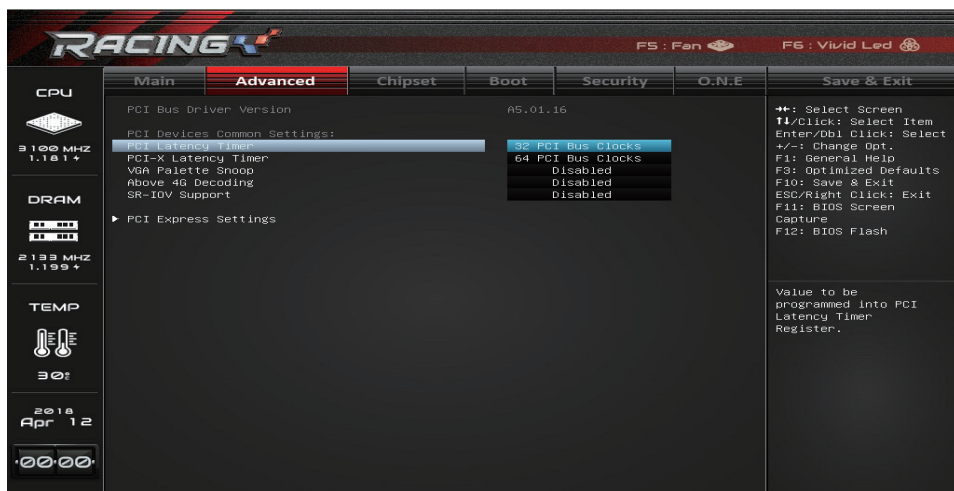 RACING
F5 : Fan
F6 : Vivid Led
Main Advanced Chipset Boot Security O.N.E Save & Exit
CPU
3100 MHZ
1.181 V
DRAM
2133 MHZ
1.199 V
TEMP
30°C
2018
Apr 12
00:00
PCI Bus Driver Version A5.01.16
PCI Devices Common Settings:
PCI Latency Timer 32 PCI Bus Clocks
PCI-X Latency Timer 64 PCI Bus Clocks
VGA Palette Snoop Disabled
Above 4G Decoding Disabled
SR-IOV Support Disabled
▶ PCI Express Settings
→←: Select Screen
↑↓/Click: Select Item
Enter/Dbl Click: Select
+/-: Change Opt.
F1: General Help
F3: Optimized Defaults
F10: Save & Exit
ESC/Right Click: Exit
F11: BIOS Screen
Capture
F12: BIOS Flash
Value to be
programmed into PCI
Latency Timer
Register.